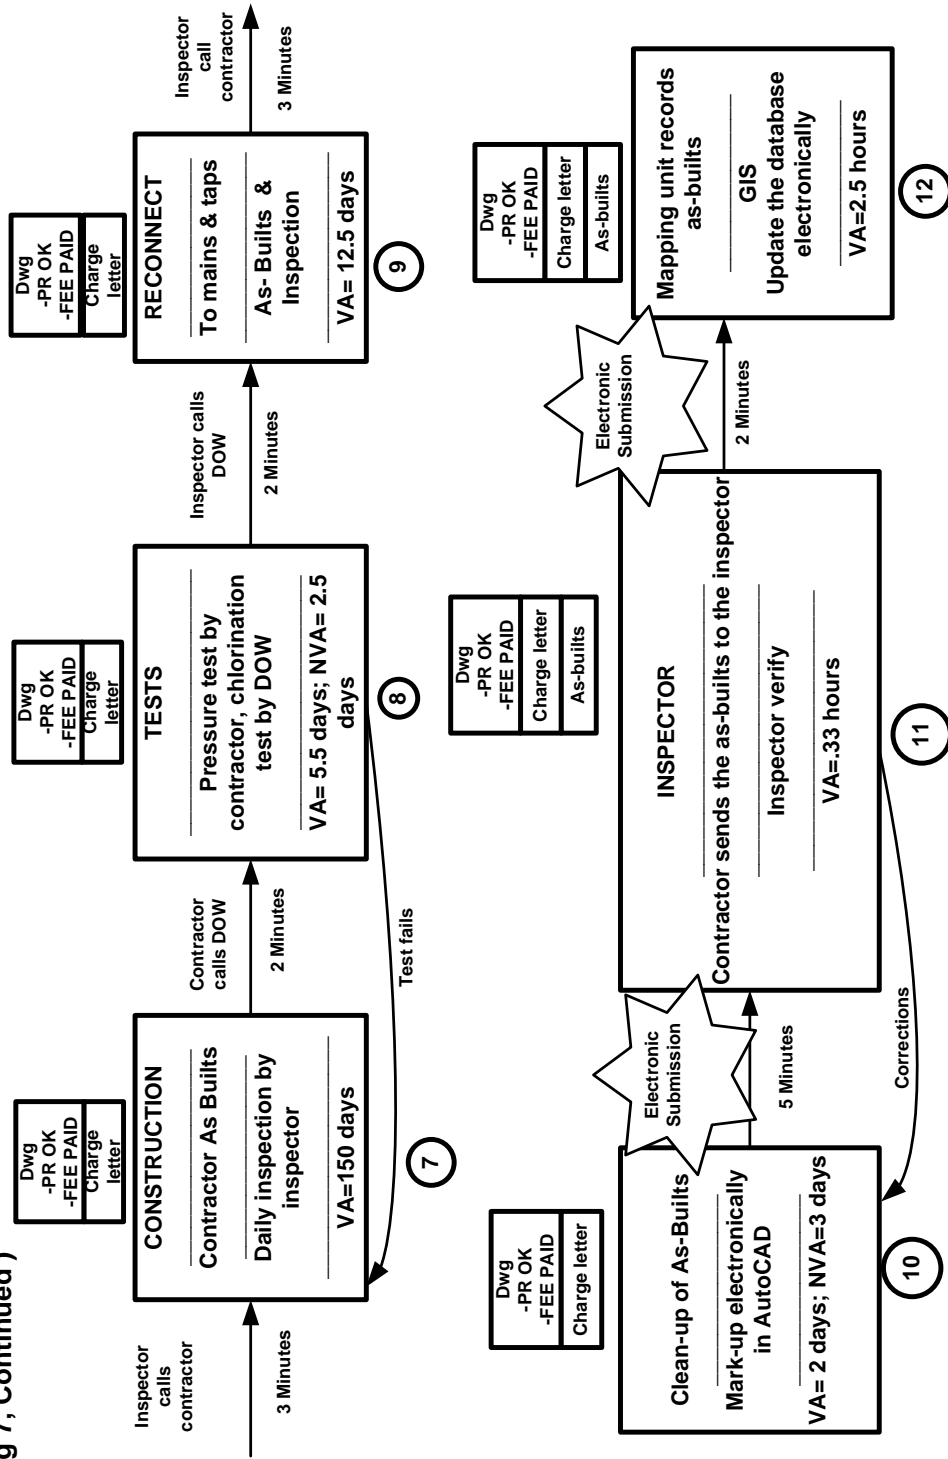 g 7, Continued )
Inspector
calls
contractor
3 Minutes
Dwg
-PR OK
-FEE PAID
Charge
letter
CONSTRUCTION
Contractor As Builts
Daily inspection by
inspector
VA=150 days
7
Contractor
calls DOW
2 Minutes
Dwg
-PR OK
-FEE PAID
Charge
letter
TESTS
Pressure test by
contractor, chlorination
test by DOW
VA= 5.5 days; NVA= 2.5
days
8
Test fails
Inspector calls
DOW
2 Minutes
Dwg
-PR OK
-FEE PAID
Charge
letter
RECONNECT
To mains & taps
As- Builts &
Inspection
VA= 12.5 days
9
Inspector
call
contractor
3 Minutes
Dwg
-PR OK
-FEE PAID
Charge letter
Clean-up of As-Builts
Mark-up electronically
in AutoCAD
VA= 2 days; NVA=3 days
10
Electronic
Submission
5 Minutes
Corrections
Dwg
-PR OK
-FEE PAID
Charge letter
As-builts
INSPECTOR
Contractor sends the as-builts to the inspector
Inspector verify
VA=.33 hours
11
Electronic
Submission
2 Minutes
Dwg
-PR OK
-FEE PAID
Charge letter
As-builts
Mapping unit records
as-builts
GIS
Update the database
electronically
VA=2.5 hours
12